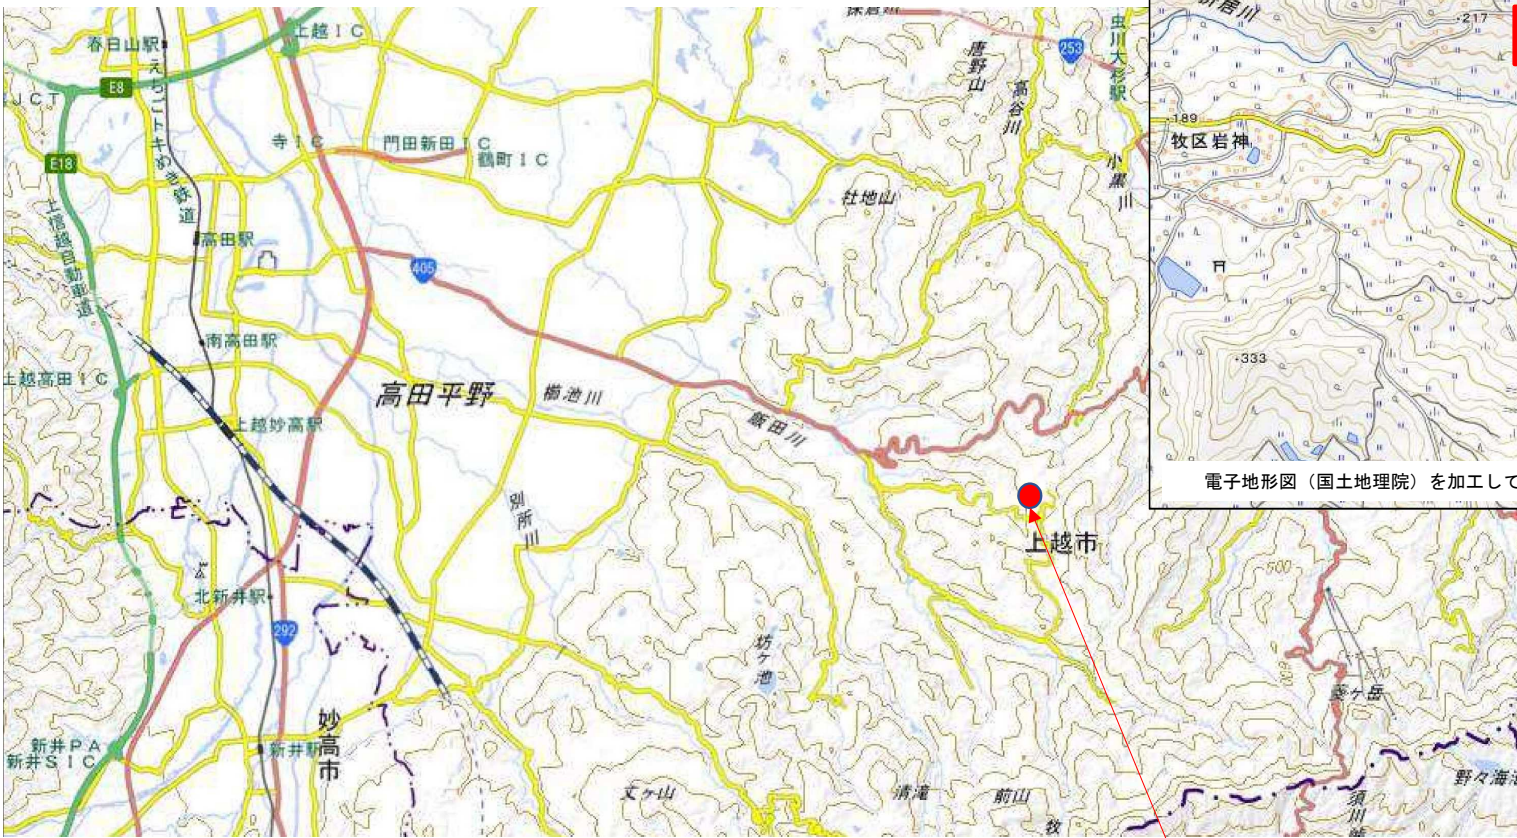 上越IC
春日山駅
E8
E18
えちごトキめき鉄道
寺IC
門田新田IC
鶴町IC
唐野山
高谷川
253
虫川大杉駅
小黒川
社地山
上信越自動車道
高田駅
405
南高田駅
上越高田IC
高田平野
櫛池川
飯田川
上越妙高駅
別所川
上越市
北新井駅
292
坊ヶ池
500
菱ヶ岳
妙高市
新井PA
新井SIC
新井駅
丈ヶ山
清滝
前山
牧
須川
野々海池
217
189
牧区岩神
333
電子地形図（国土地理院）を加工して